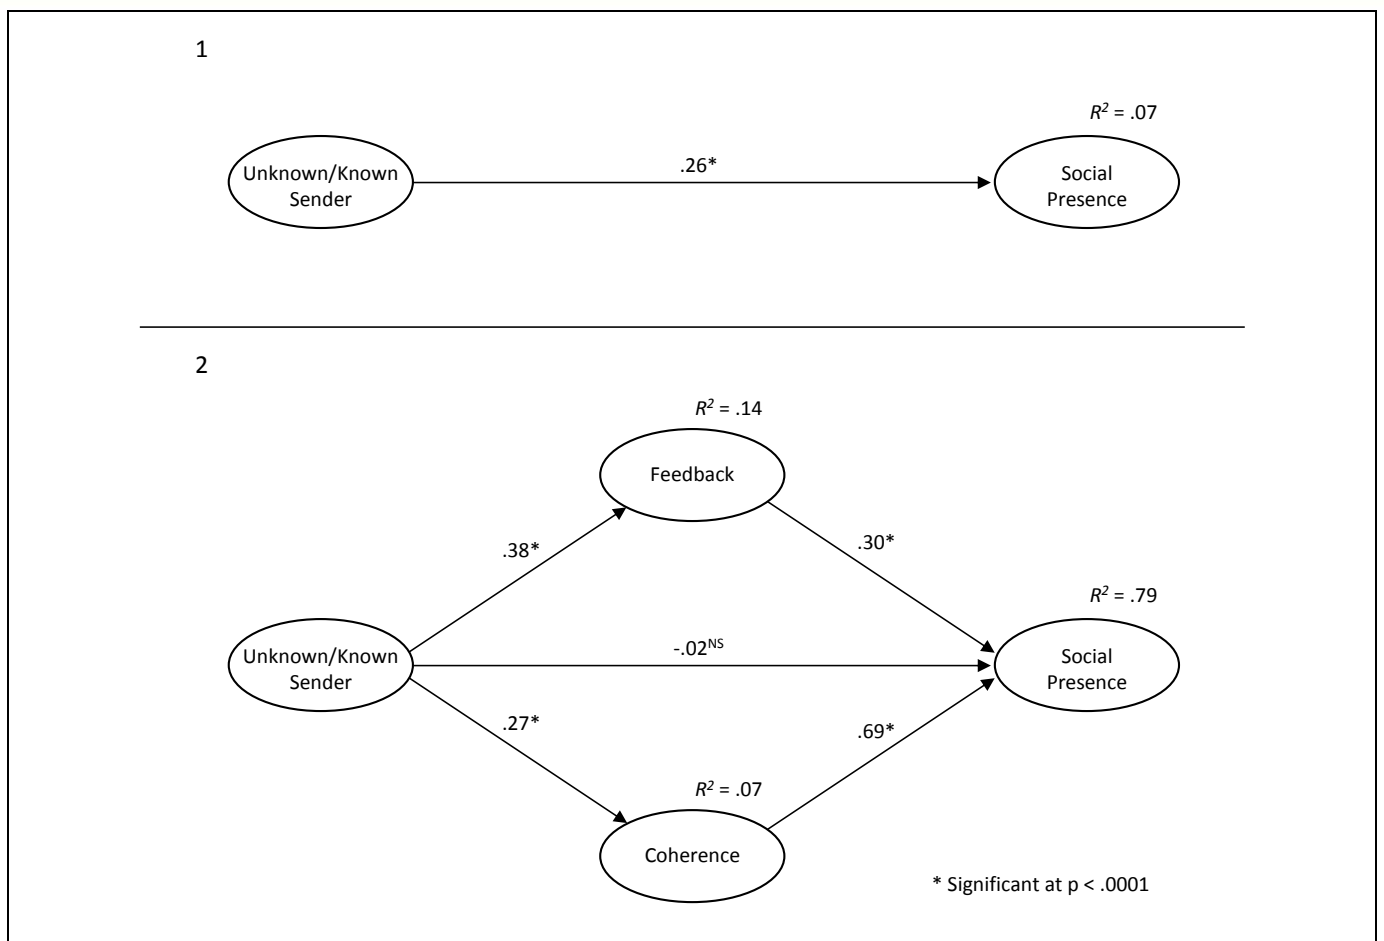 1
R² = .07
Unknown/Known
Sender
.26*
Social
Presence
2
R² = .14
Feedback
.38*
.30*
R² = .79
Unknown/Known
Sender
-.02ᴺˢ
Social
Presence
.27*
.69*
R² = .07
Coherence
* Significant at p < .0001